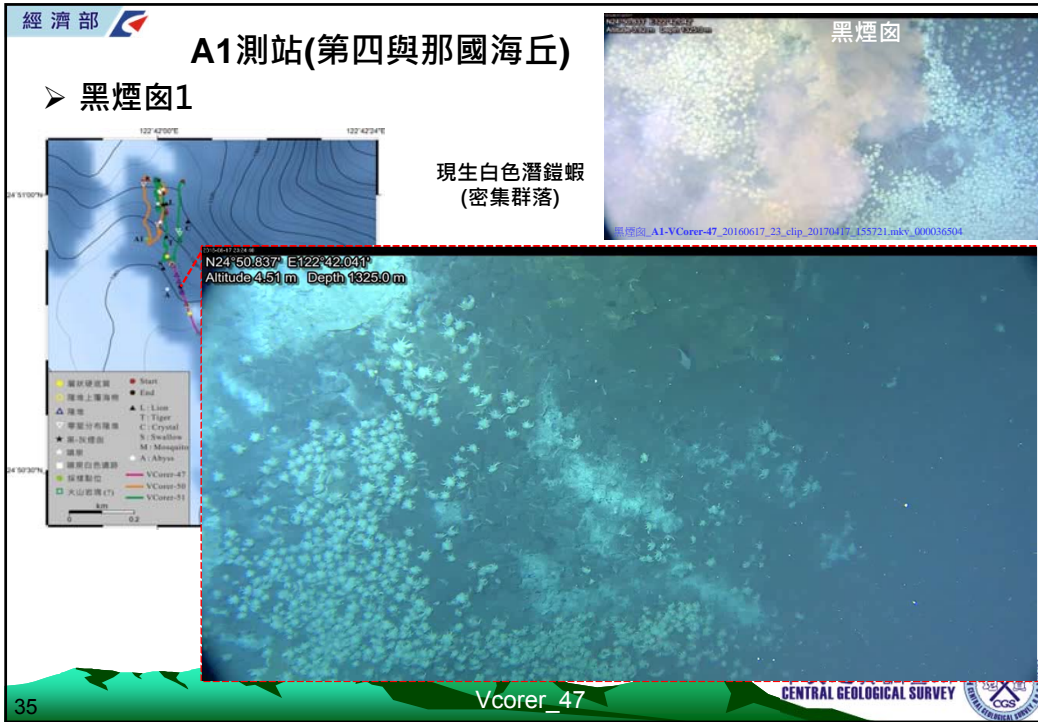 經濟部
A1測站(第四與那國海丘)
➢ 黑煙囪1
黑煙囪
現生白色潛鎧蝦
(密集群落)
黑煙囪_A1-VCorer-47_20160617_23_clip_20170417_155721.mkv_000036504
122°42'00"E
122°42'24"E
24°51'00"N
24°50'30"N
A1
L
T
C
A
N24°50.837' E122°42.041'
Altitude 4.51 m Depth 1325.0 m
Start
End
L : Lion
T : Tiger
C : Crystal
S : Swallow
M : Mosquito
A : Abyss
VCorer-47
VCorer-50
VCorer-51
km
0 0.2
35
Vcorer_47
CENTRAL GEOLOGICAL SURVEY
CGS